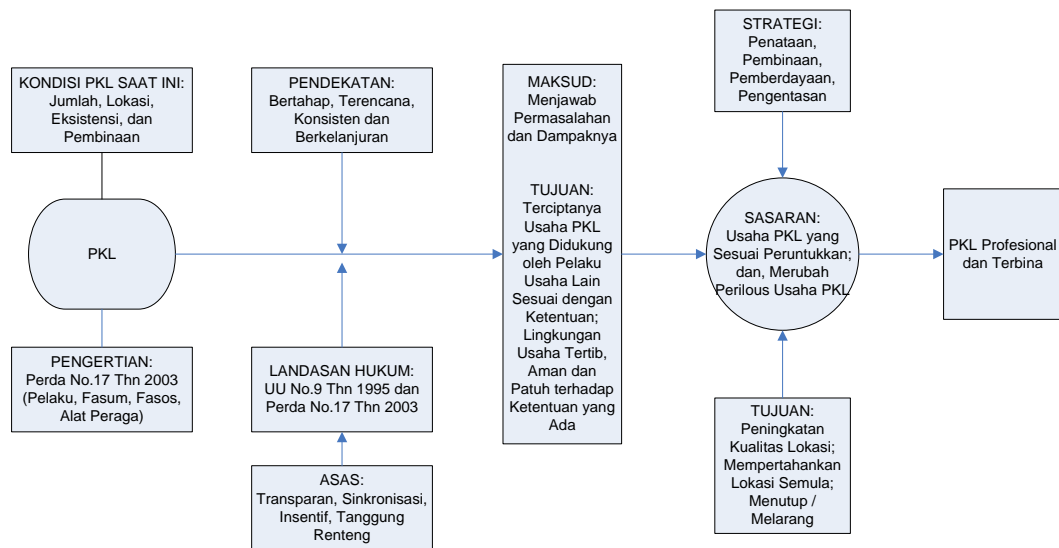 KONDISI PKL SAAT INI:
Jumlah, Lokasi,
Eksistensi, dan
Pembinaan
PKL
PENGERTIAN:
Perda No.17 Thn 2003
(Pelaku, Fasum, Fasos,
Alat Peraga)
PENDEKATAN:
Bertahap, Terencana,
Konsisten dan
Berkelanjuran
LANDASAN HUKUM:
UU No.9 Thn 1995 dan
Perda No.17 Thn 2003
ASAS:
Transparan, Sinkronisasi,
Insentif, Tanggung
Renteng
MAKSUD:
Menjawab
Permasalahan
dan Dampaknya
TUJUAN:
Terciptanya
Usaha PKL
yang Didukung
oleh Pelaku
Usaha Lain
Sesuai dengan
Ketentuan;
Lingkungan
Usaha Tertib,
Aman dan
Patuh terhadap
Ketentuan yang
Ada
STRATEGI:
Penataan,
Pembinaan,
Pemberdayaan,
Pengentasan
SASARAN:
Usaha PKL yang
Sesuai Peruntukkan;
dan, Merubah
Perilous Usaha PKL
TUJUAN:
Peningkatan
Kualitas Lokasi;
Mempertahankan
Lokasi Semula;
Menutup /
Melarang
PKL Profesional
dan Terbina